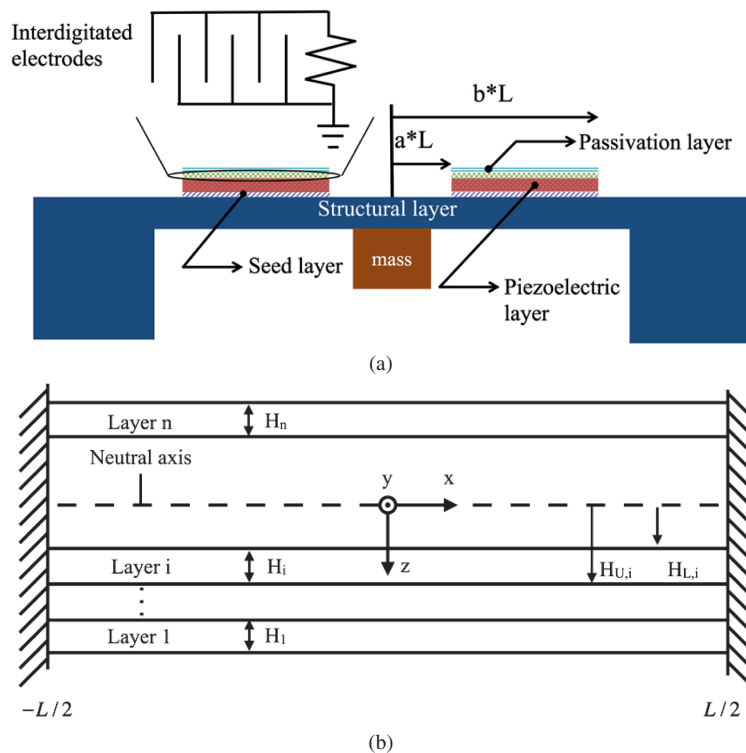 Interdigitated
electrodes
b*L
a*L
Passivation layer
Structural layer
mass
Seed layer
Piezoelectric
layer
(a)
Layer n
Hn
Neutral axis
y
x
z
Layer i
Hi
HU,i
HL,i
Layer 1
H1
−L/2
L/2
(b)